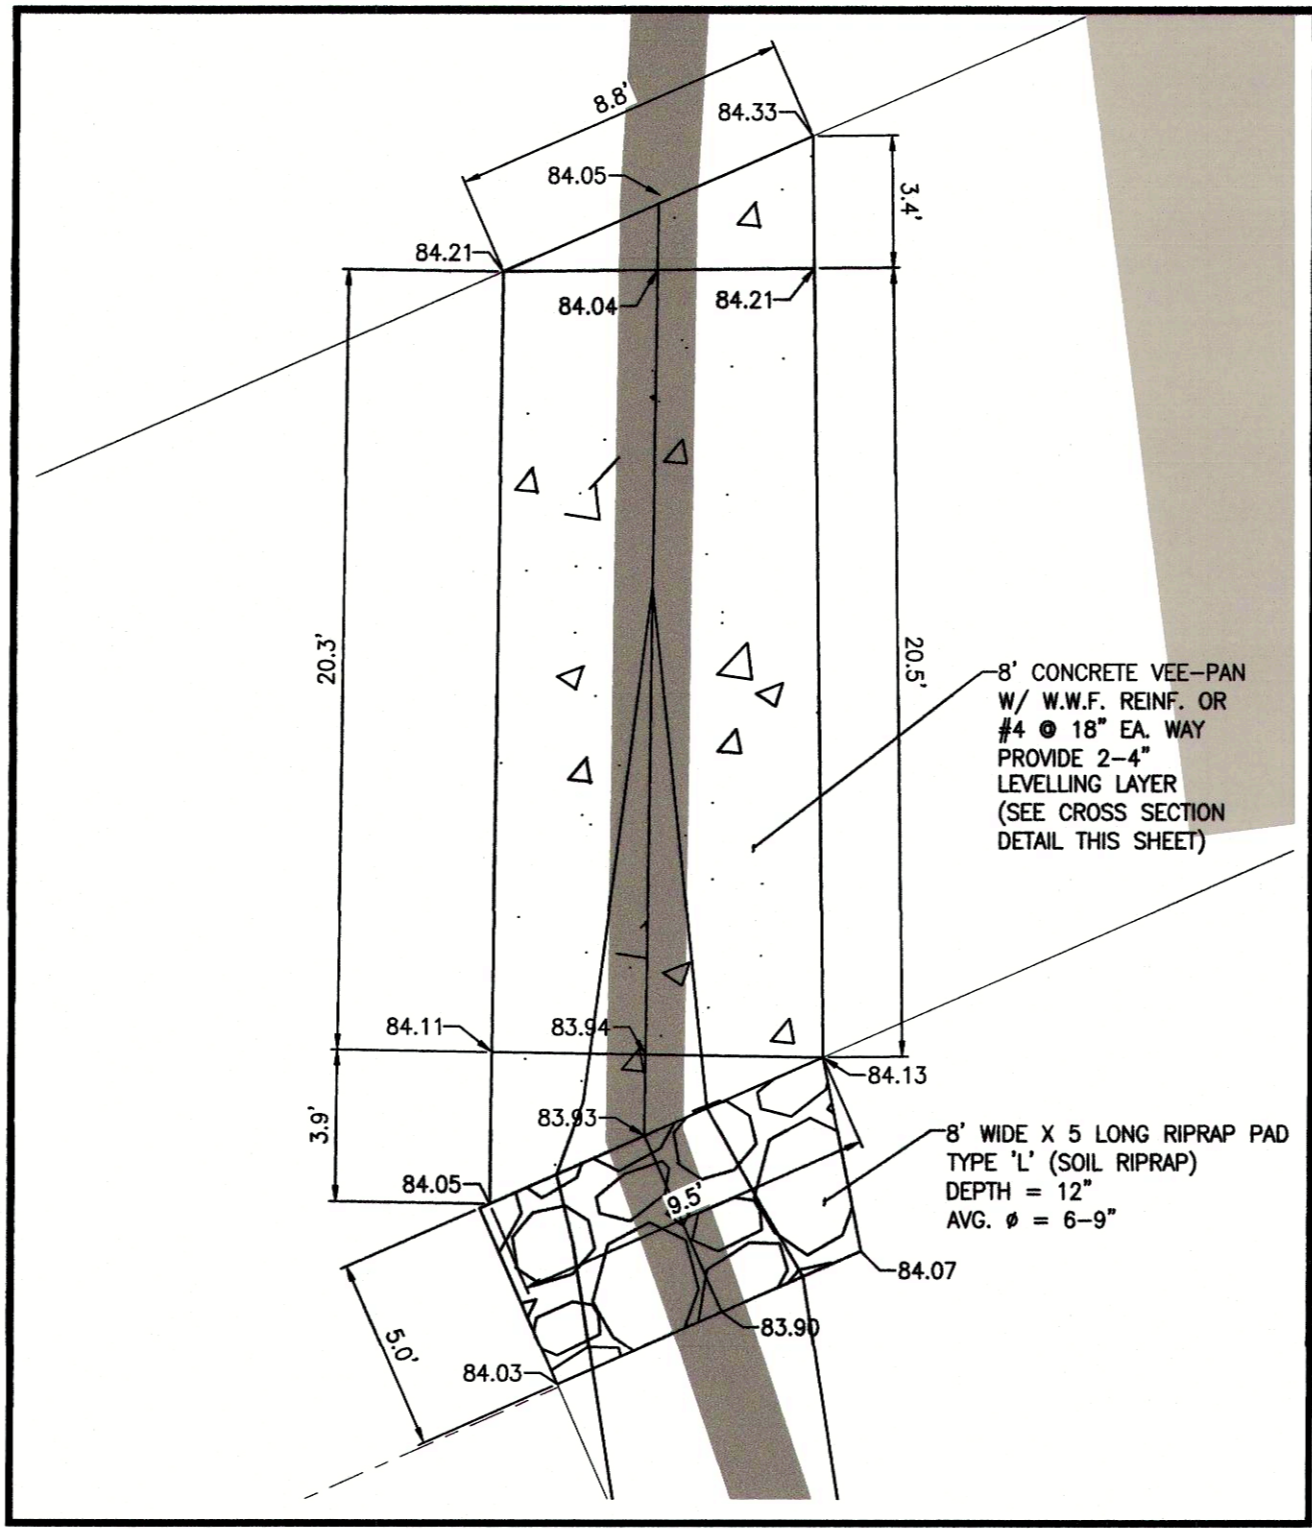 8.8'
84.33
84.05
3.4'
84.21
84.04
84.21
20.3'
20.5'
8' CONCRETE VEE-PAN
W/ W.W.F. REINF. OR
#4 @ 18" EA. WAY
PROVIDE 2-4"
LEVELLING LAYER
(SEE CROSS SECTION
DETAIL THIS SHEET)
84.11
83.94
84.13
3.9'
83.93
8' WIDE X 5 LONG RIPRAP PAD
TYPE 'L' (SOIL RIPRAP)
DEPTH = 12"
AVG. ø = 6-9"
84.05
9.5'
84.07
83.90
5.0'
84.03